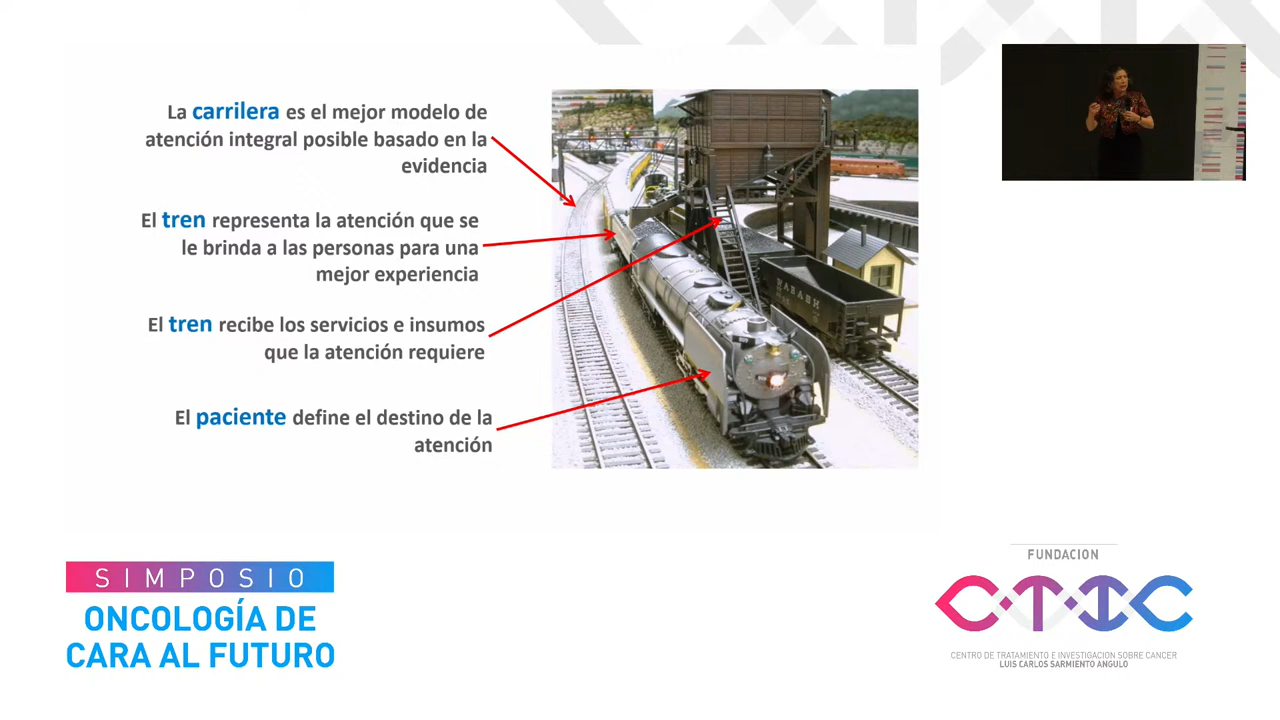 La carrilera es el mejor modelo de
atención integral posible basado en la
evidencia
El tren representa la atención que se
le brinda a las personas para una
mejor experiencia
El tren recibe los servicios e insumos
que la atención requiere
El paciente define el destino de la
atención
WABASH
SIMPOSIO
ONCOLOGÍA DE
CARA AL FUTURO
FUNDACION
CTIC
CENTRO DE TRATAMIENTO E INVESTIGACION SOBRE CANCER
LUIS CARLOS SARMIENTO ANGULO